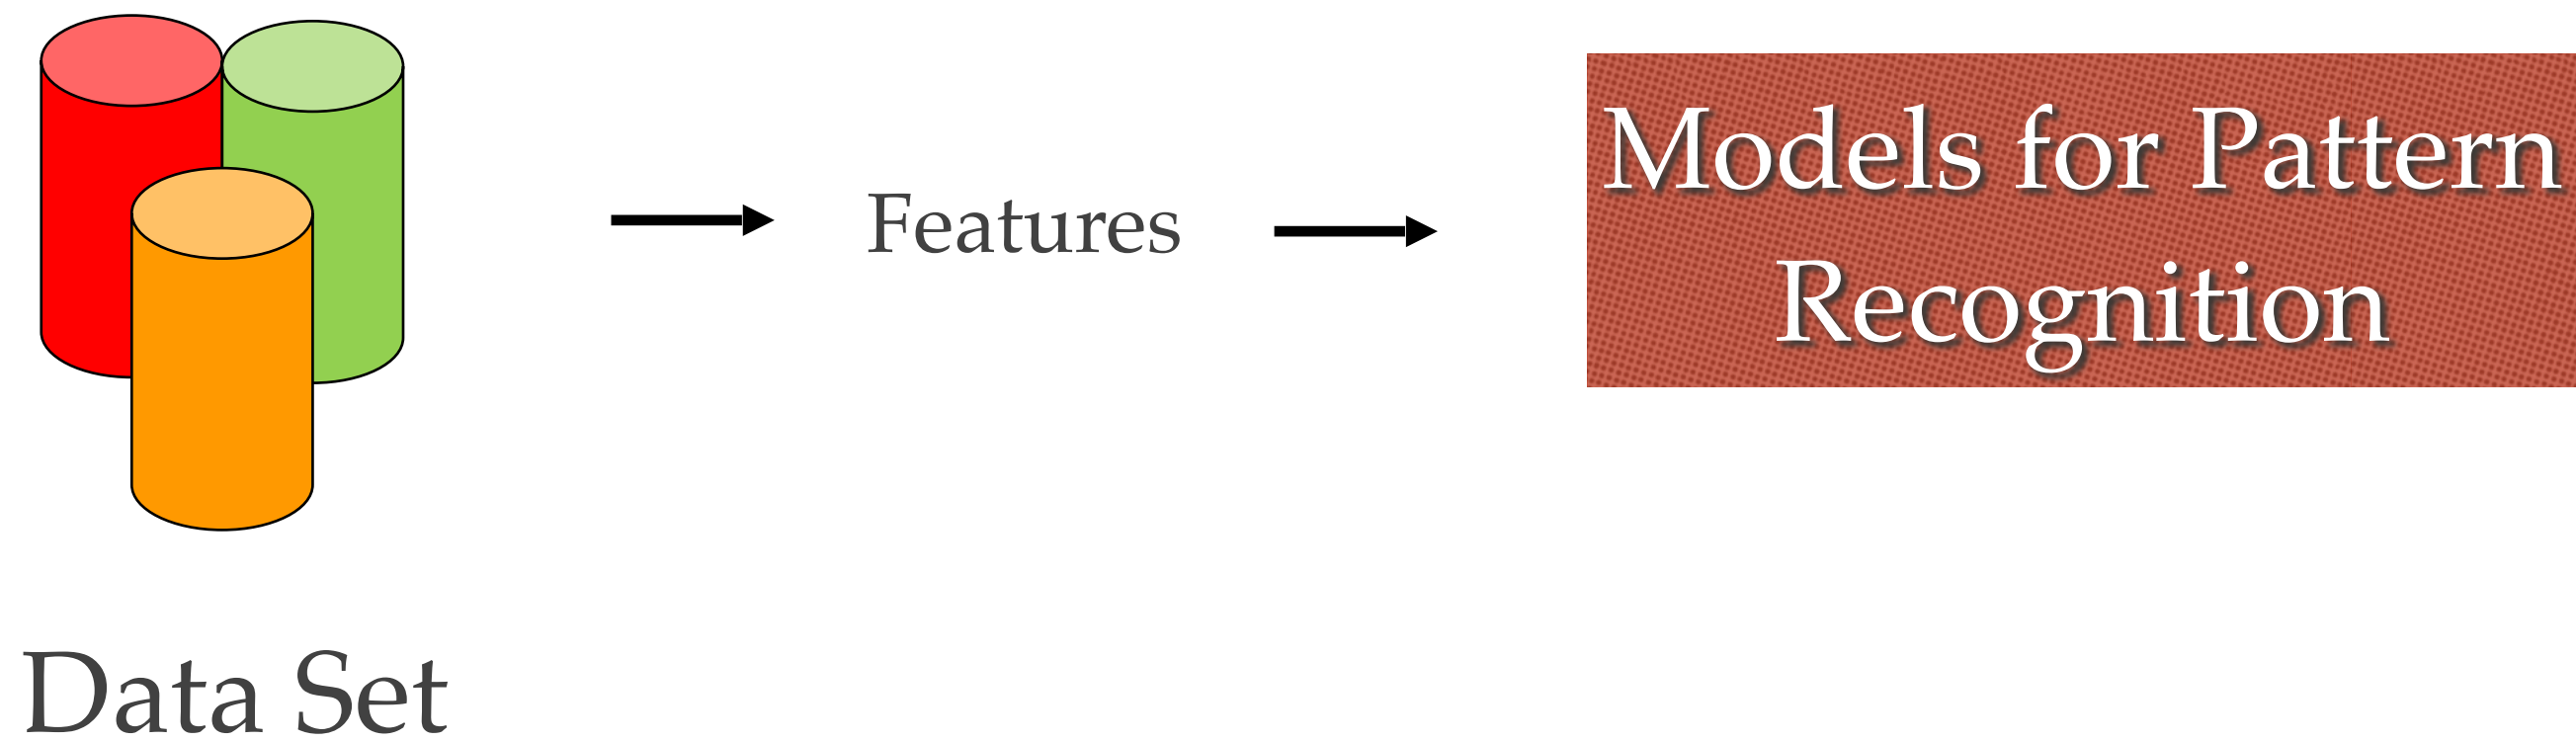 Data Set
Features
Models for Pattern
Recognition